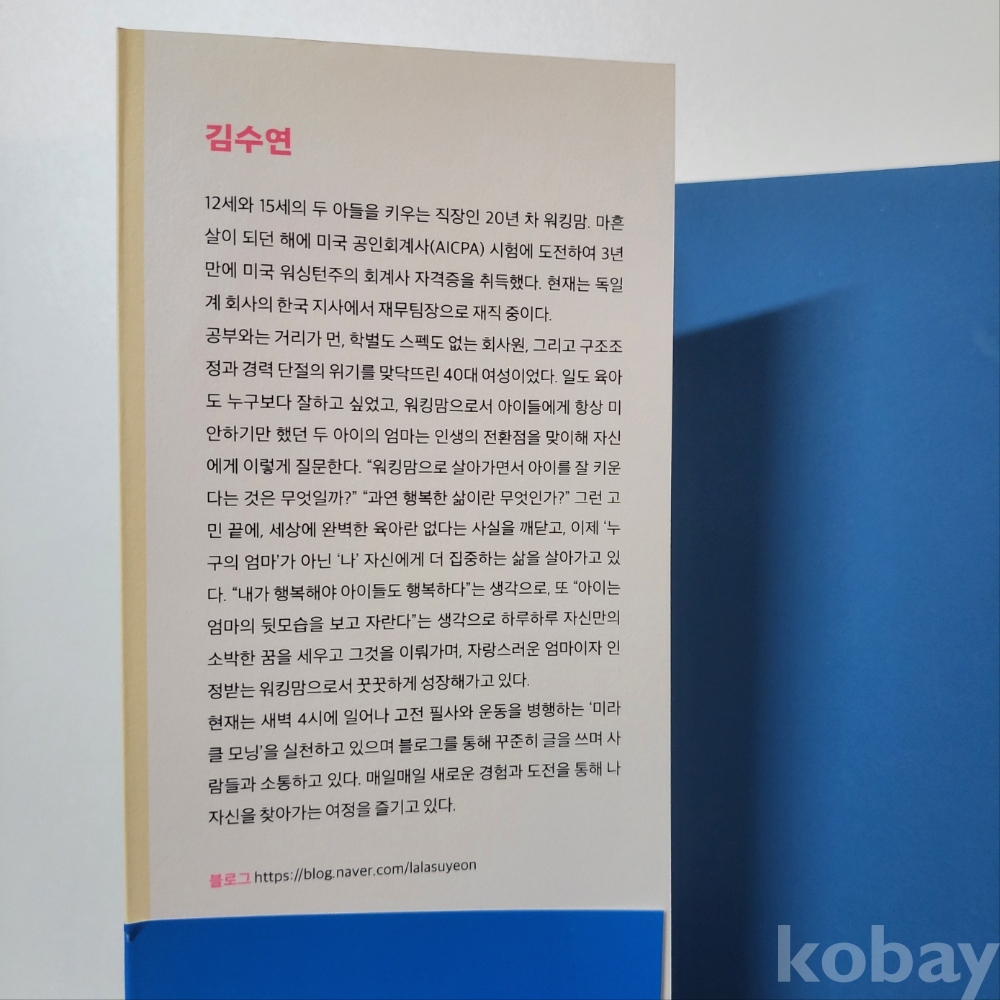 김수연
12세와 15세의 두 아들을 키우는 직장인 20년 차 워킹맘. 마흔
살이 되던 해에 미국 공인회계사(AICPA) 시험에 도전하여 3년
만에 미국 워싱턴주의 회계사 자격증을 취득했다. 현재는 독일
계 회사의 한국 지사에서 재무팀장으로 재직 중이다.
공부와는 거리가 먼, 학벌도 스펙도 없는 회사원, 그리고 구조조
정과 경력 단절의 위기를 맞닥뜨린 40대 여성이었다. 일도 육아
도 누구보다 잘하고 싶었고, 워킹맘으로서 아이들에게 항상 미
안하기만 했던 두 아이의 엄마는 인생의 전환점을 맞이해 자신
에게 이렇게 질문한다. “워킹맘으로 살아가면서 아이를 잘 키운
다는 것은 무엇일까?” “과연 행복한 삶이란 무엇인가?” 그런 고
민 끝에, 세상에 완벽한 육아란 없다는 사실을 깨닫고, 이제 ‘누
구의 엄마’가 아닌 ‘나’ 자신에게 더 집중하는 삶을 살아가고 있
다. “내가 행복해야 아이들도 행복하다”는 생각으로, 또 “아이는
엄마의 뒷모습을 보고 자란다”는 생각으로 하루하루 자신만의
소박한 꿈을 세우고 그것을 이뤄가며, 자랑스러운 엄마이자 인
정받는 워킹맘으로서 꿋꿋하게 성장해가고 있다.
현재는 새벽 4시에 일어나 고전 필사와 운동을 병행하는 ‘미라
클 모닝’을 실천하고 있으며 블로그를 통해 꾸준히 글을 쓰며 사
람들과 소통하고 있다. 매일매일 새로운 경험과 도전을 통해 나
자신을 찾아가는 여정을 즐기고 있다.
블로그 https://blog.naver.com/lalasuyeon
kobay